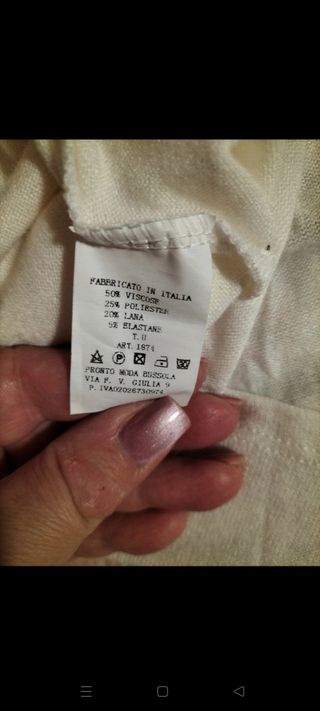 FABBRICATO IN ITALIA
50% VISCOSE
25% POLIESTER
20% LANA
5% ELASTANE
T.U
ART.1874
PRONTO MODA BUSSOLA
VIA F. V. GIULIA 9
P. IVA02026730974